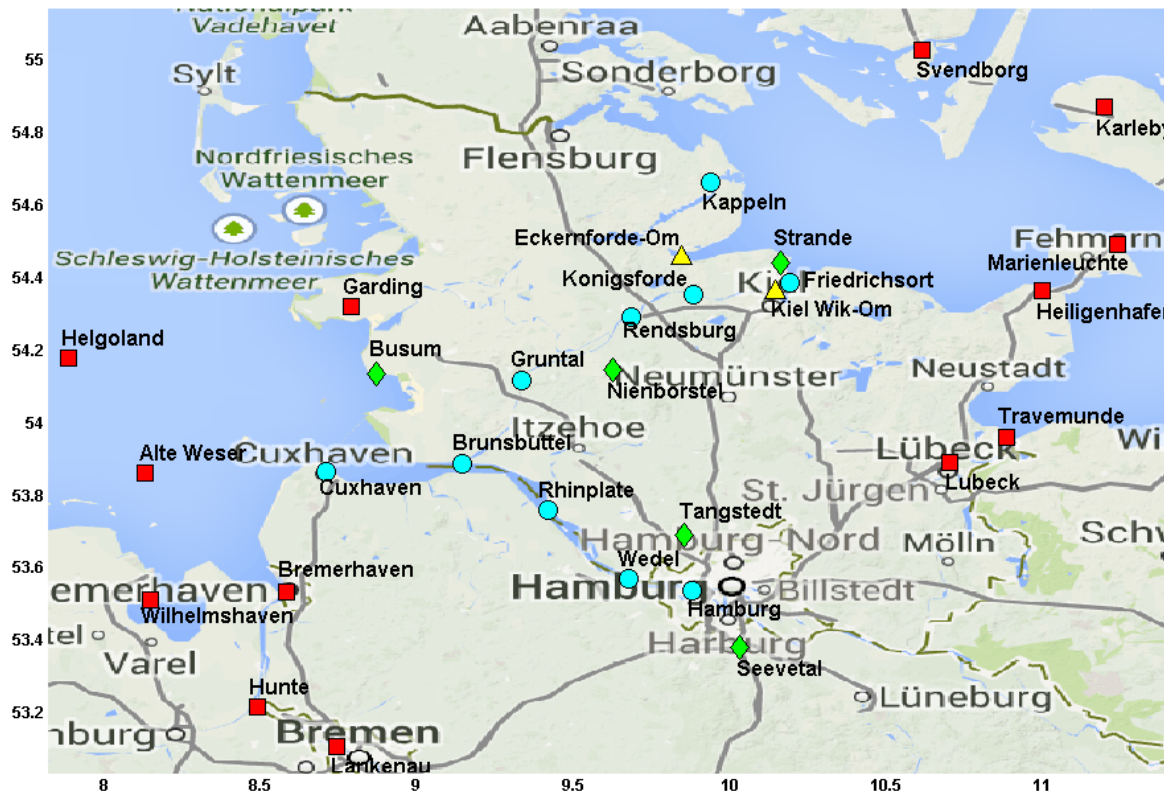 Nationalpark
Vadehavet
Aabenraa
55
Svendborg
Sylt
Sonderborg
Karleby
54.8
Nordfriesisches
Wattenmeer
Flensburg
54.6
Kappeln
Eckernforde-Om
Strande
Fehmarn
Schleswig-Holsteinisches
Wattenmeer
Marienleuchte
54.4
Garding
Konigsforde
Kiel
Friedrichsort
Heiligenhafen
Kiel Wik-Om
Rendsburg
Helgoland
54.2
Busum
Gruntal
Neumünster
Nienborstel
Neustadt
54
Itzehoe
Travemunde
Alte Weser
Cuxhaven
Brunsbuttel
Lübeck
Wi
Cuxhaven
Lubeck
53.8
Rhinplate
St. Jürgen
Tangstedt
Hamburg-Nord
Mölln
Schw
53.6
Wedel
Bremerhaven
emerhaven
Hamburg
Billstedt
Wilhelmshaven
Hamburg
tel
Varel
Harburg
53.4
Seevetal
Hunte
Lüneburg
53.2
nburg
Bremen
Lankenau
8
8.5
9
9.5
10
10.5
11